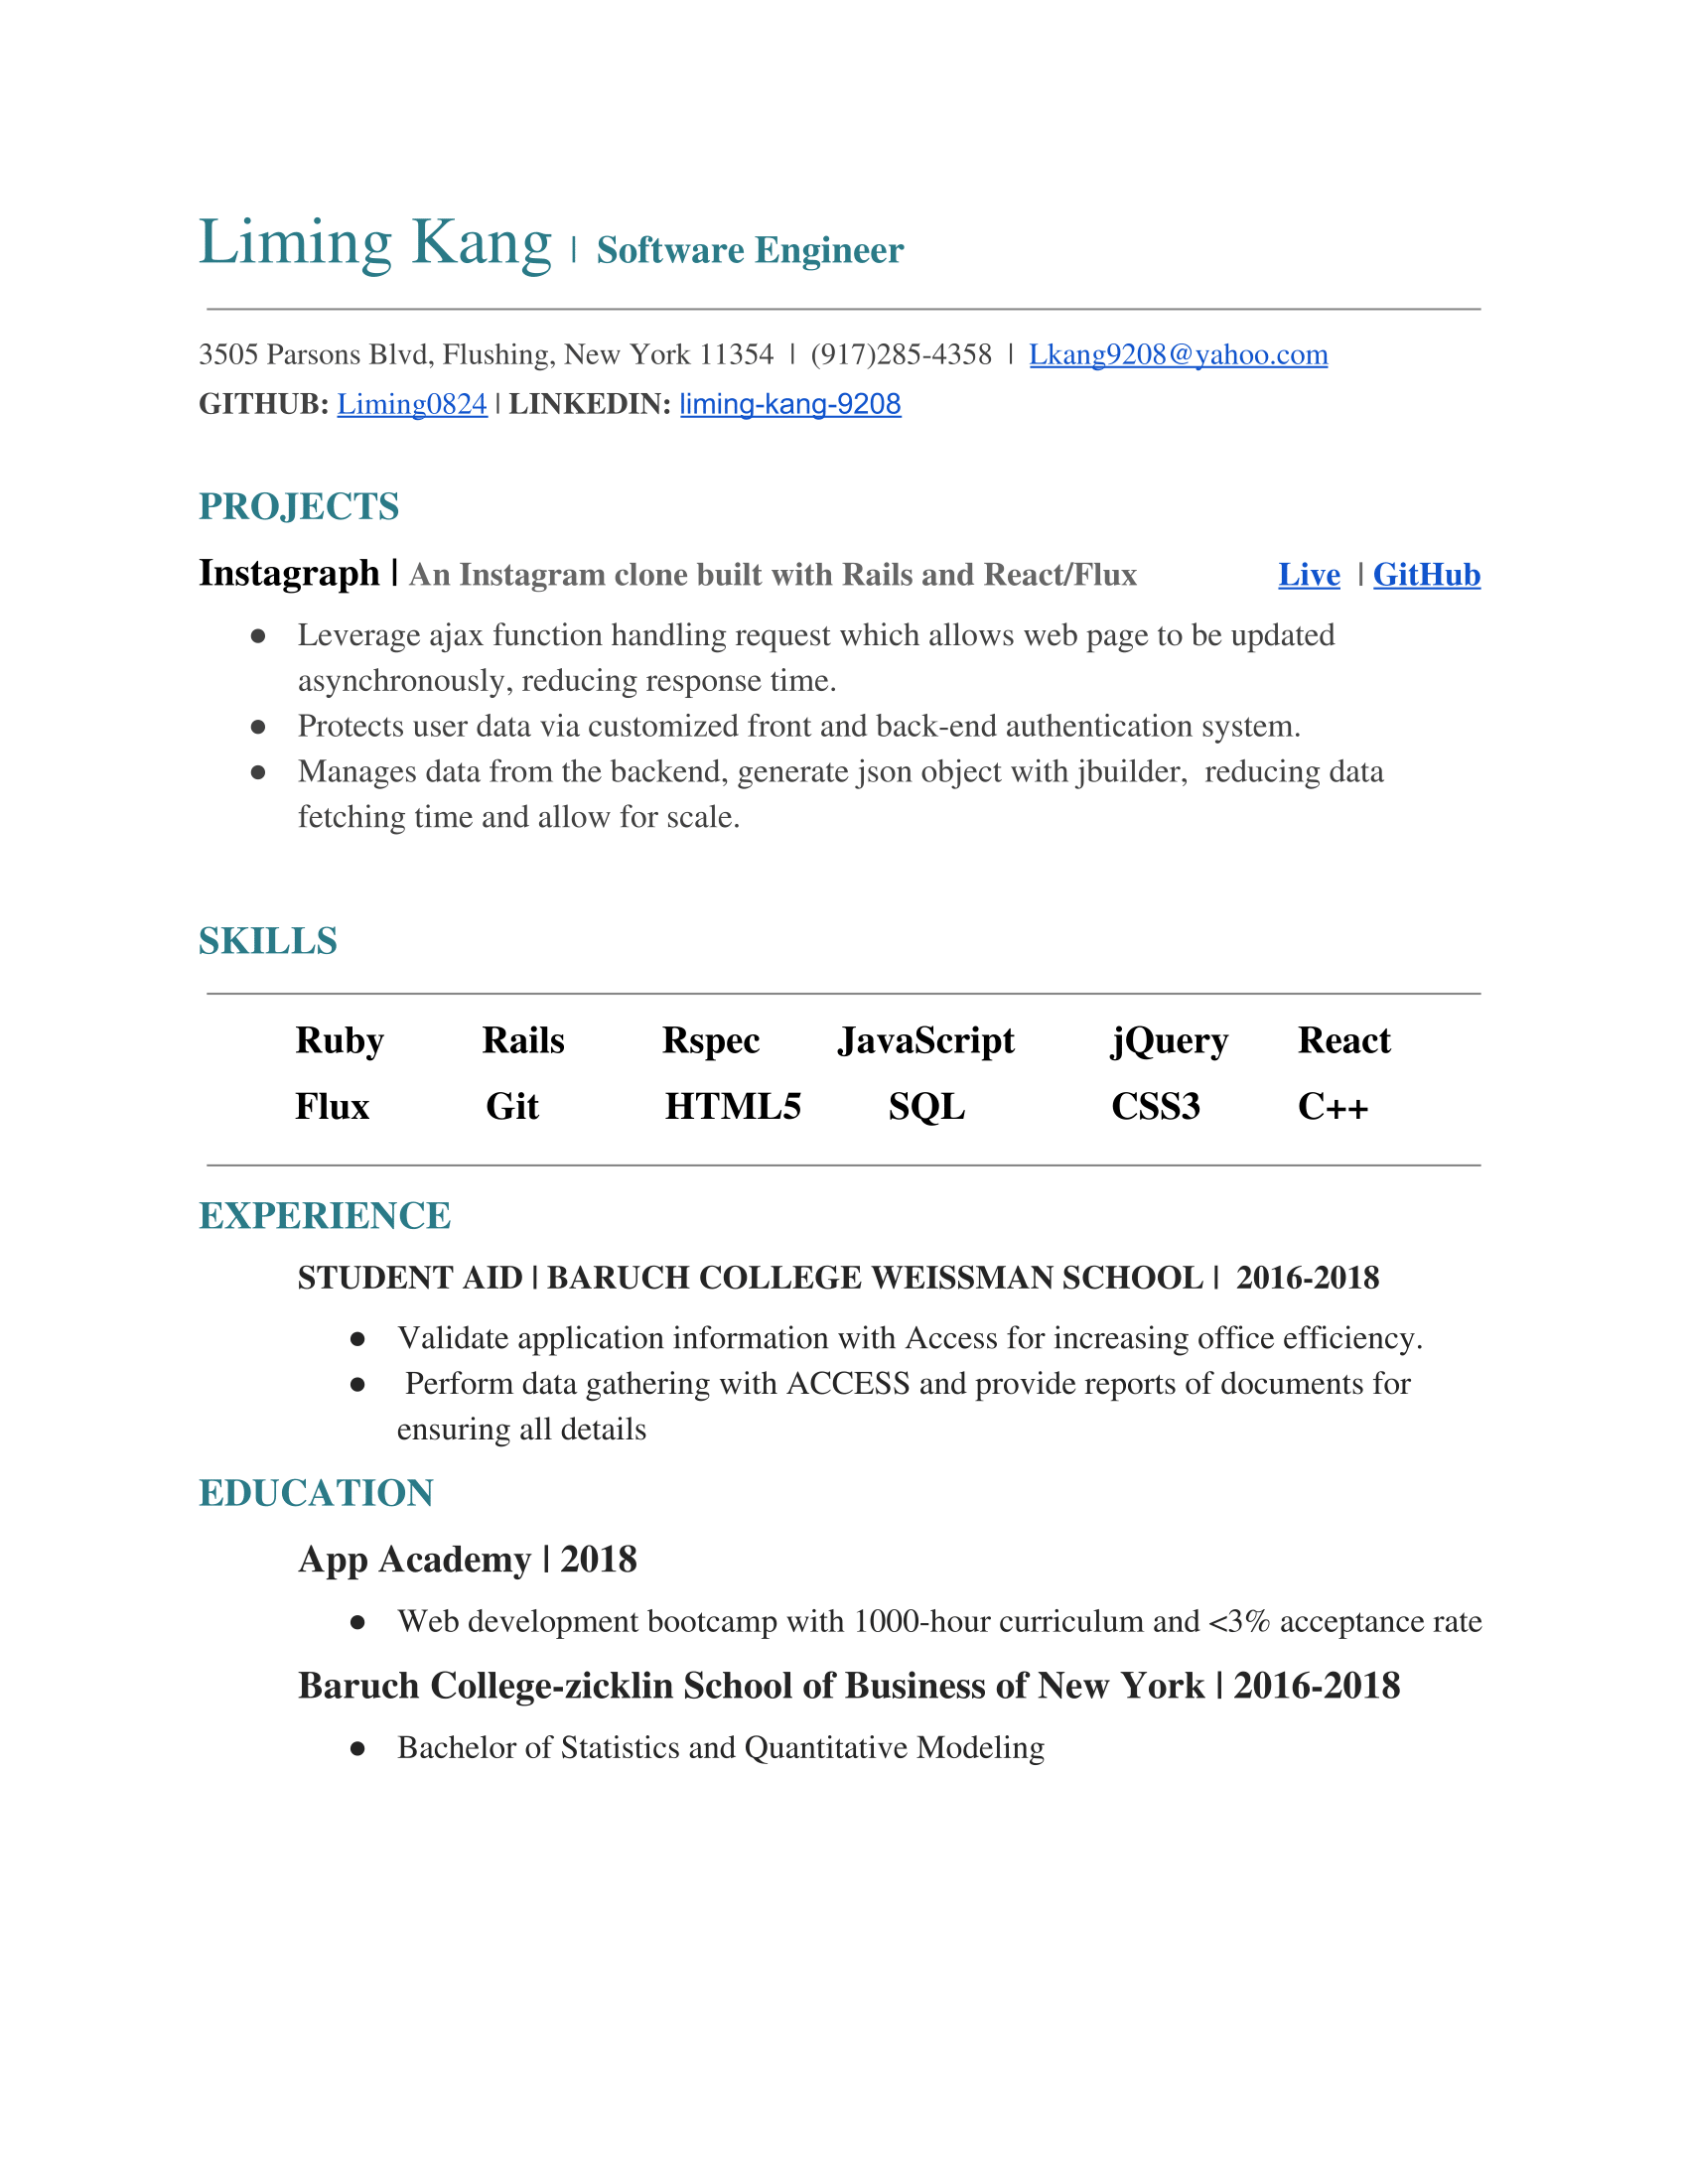 Liming Kang | Software Engineer
3505 Parsons Blvd, Flushing, New York 11354 | (917)285-4358 | Lkang9208@yahoo.com
GITHUB: Liming0824 | LINKEDIN: liming-kang-9208
PROJECTS
Instagraph | An Instagram clone built with Rails and React/Flux Live | GitHub
● Leverage ajax function handling request which allows web page to be updated
asynchronously, reducing response time.
● Protects user data via customized front and back-end authentication system.
● Manages data from the backend, generate json object with jbuilder, reducing data
fetching time and allow for scale.
SKILLS
Ruby Rails Rspec JavaScript jQuery React
Flux Git HTML5 SQL CSS3 C++
EXPERIENCE
STUDENT AID | BARUCH COLLEGE WEISSMAN SCHOOL | 2016-2018
● Validate application information with Access for increasing office efficiency.
● Perform data gathering with ACCESS and provide reports of documents for
ensuring all details
EDUCATION
App Academy | 2018
● Web development bootcamp with 1000-hour curriculum and <3% acceptance rate
Baruch College-zicklin School of Business of New York | 2016-2018
● Bachelor of Statistics and Quantitative Modeling